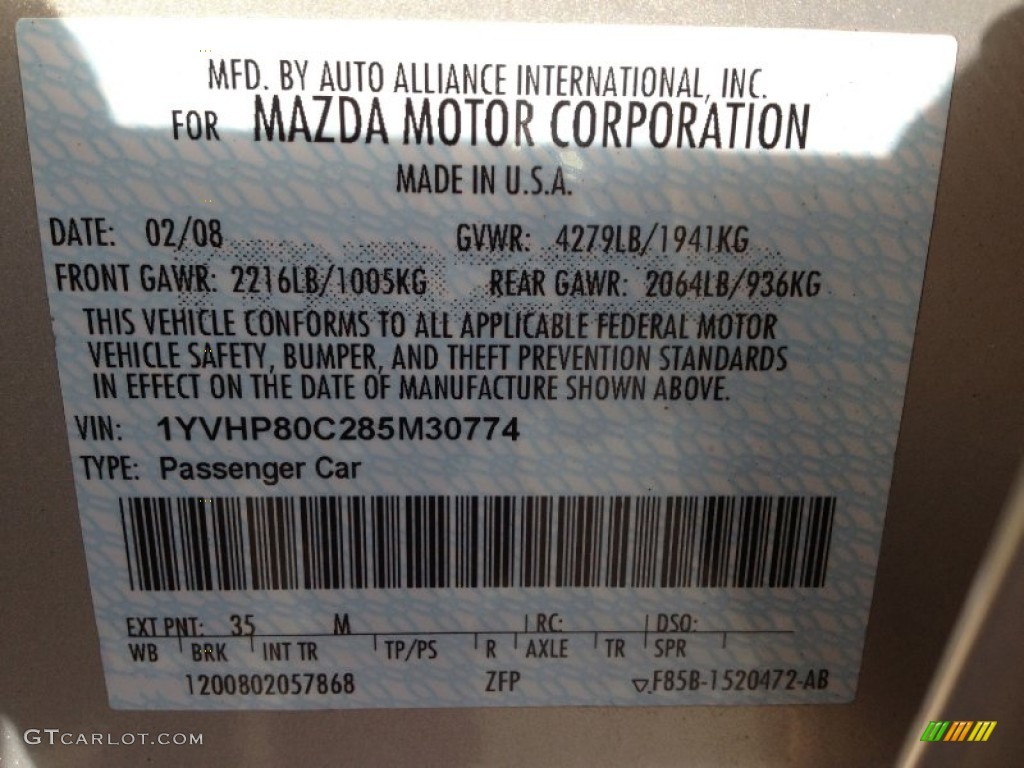 MFD. BY AUTO ALLIANCE INTERNATIONAL, INC.
FOR MAZDA MOTOR CORPORATION
MADE IN U.S.A.
DATE: 02/08 GVWR: 4279LB/1941KG
FRONT GAWR: 2216LB/1005KG REAR GAWR: 2064LB/936KG
THIS VEHICLE CONFORMS TO ALL APPLICABLE FEDERAL MOTOR
VEHICLE SAFETY, BUMPER, AND THEFT PREVENTION STANDARDS
IN EFFECT ON THE DATE OF MANUFACTURE SHOWN ABOVE.
VIN: 1YVHP80C285M30774
TYPE: Passenger Car
EXT PNT: 35 M RC: DSO:
WB BRK INT TR TP/PS R AXLE TR SPR
1200802057868 ZFP ▽.F85B-1520472-AB
GTCARLOT.COM